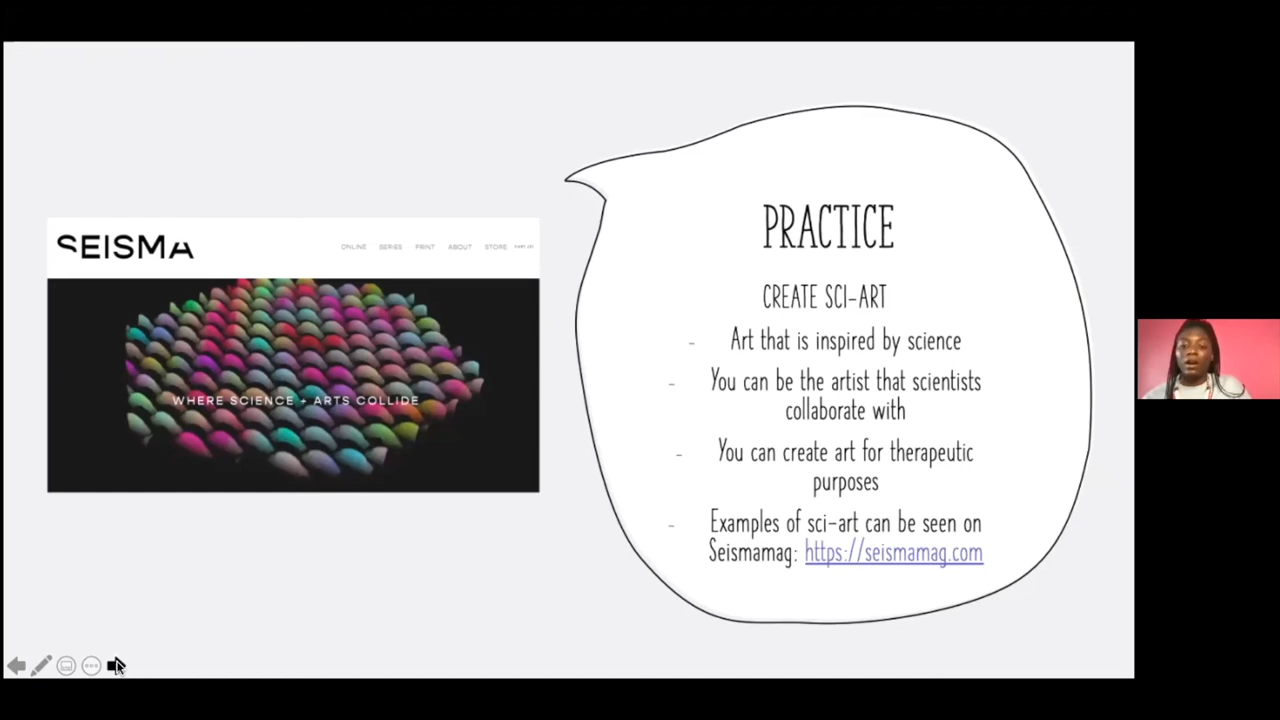 SEISMA
ONLINE SERIES PRINT ABOUT STORE
WHERE SCIENCE + ARTS COLLIDE
PRACTICE
CREATE SCI-ART
- Art that is inspired by science
- You can be the artist that scientists
collaborate with
- You can create art for therapeutic
purposes
- Examples of sci-art can be seen on
Seismamag: https://seismamag.com